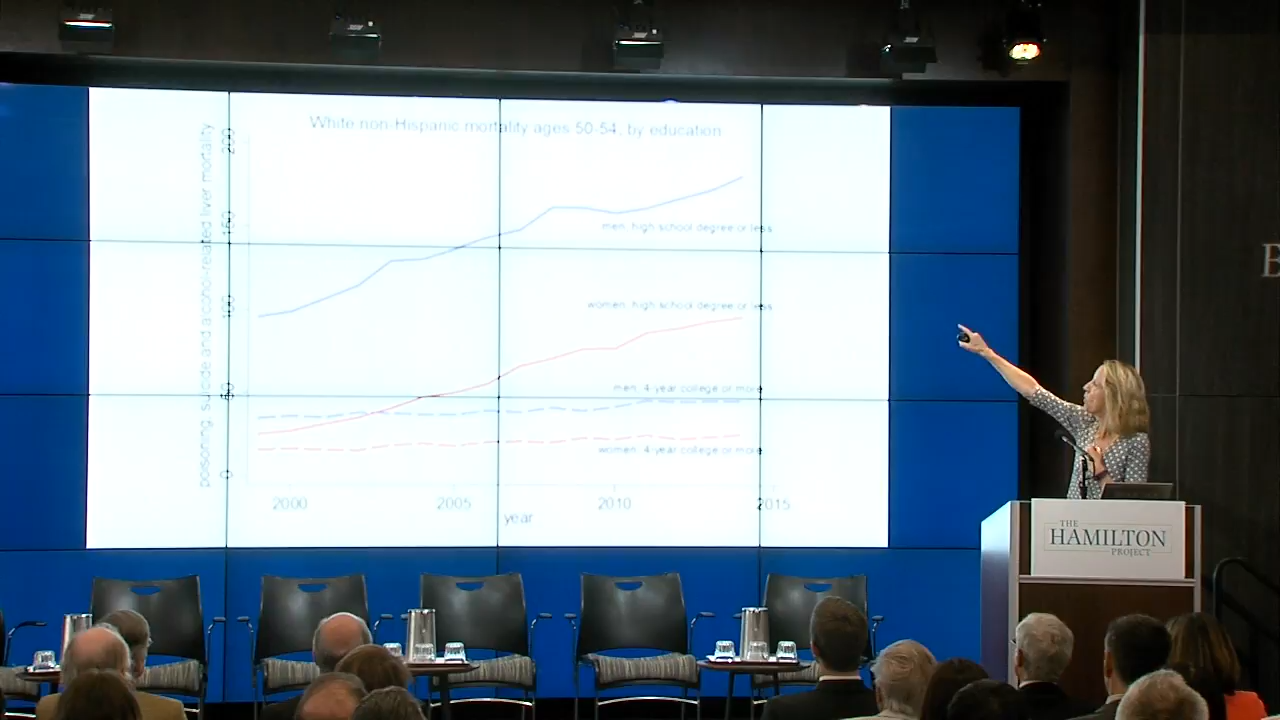 White non-Hispanic mortality ages 50-54, by education
poisoning, suicide and alcohol-related liver mortality
200
150
100
50
0
men: high school degree or less
women: high school degree or less
men: 4-year college or more
women: 4-year college or more
2000
2005
2010
2015
year
THE
HAMILTON
PROJECT
E